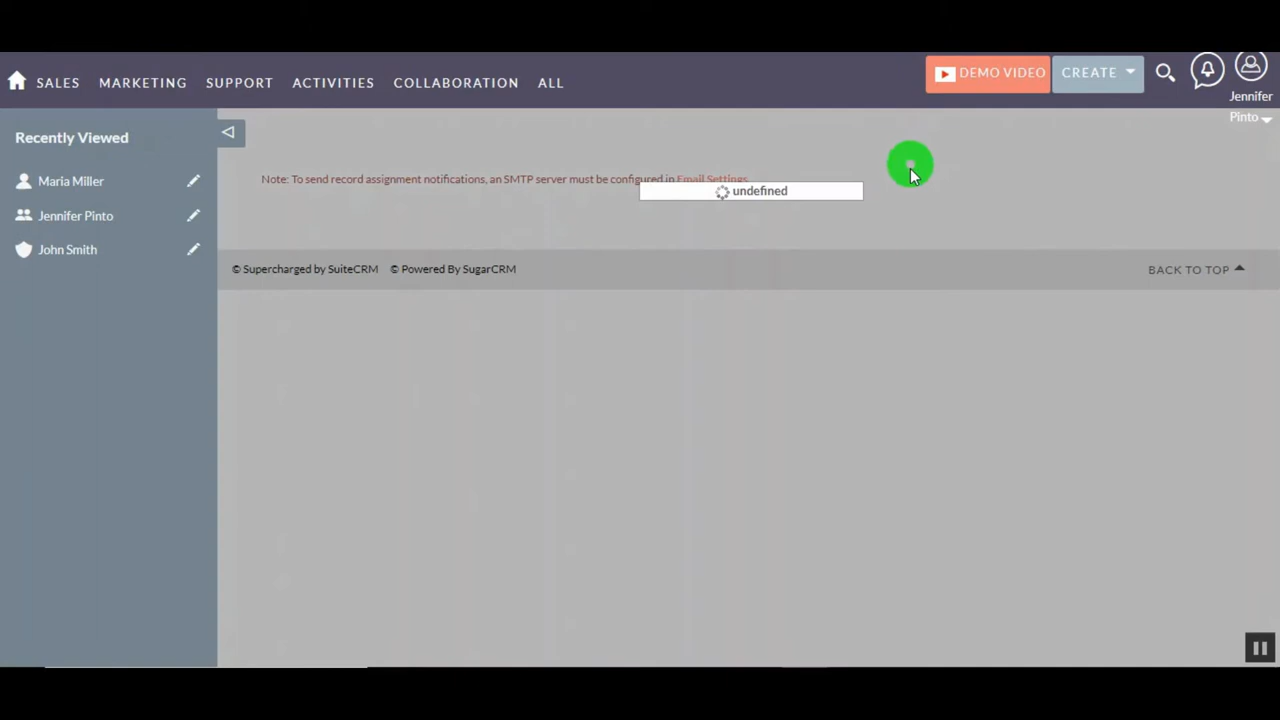 SALES MARKETING SUPPORT ACTIVITIES COLLABORATION ALL DEMO VIDEO CREATE
Jennifer
Pinto
Recently Viewed
Maria Miller
Jennifer Pinto
John Smith
Note: To send record assignment notifications, an SMTP server must be configured in Email Settings.
undefined
© Supercharged by SuiteCRM © Powered By SugarCRM BACK TO TOP